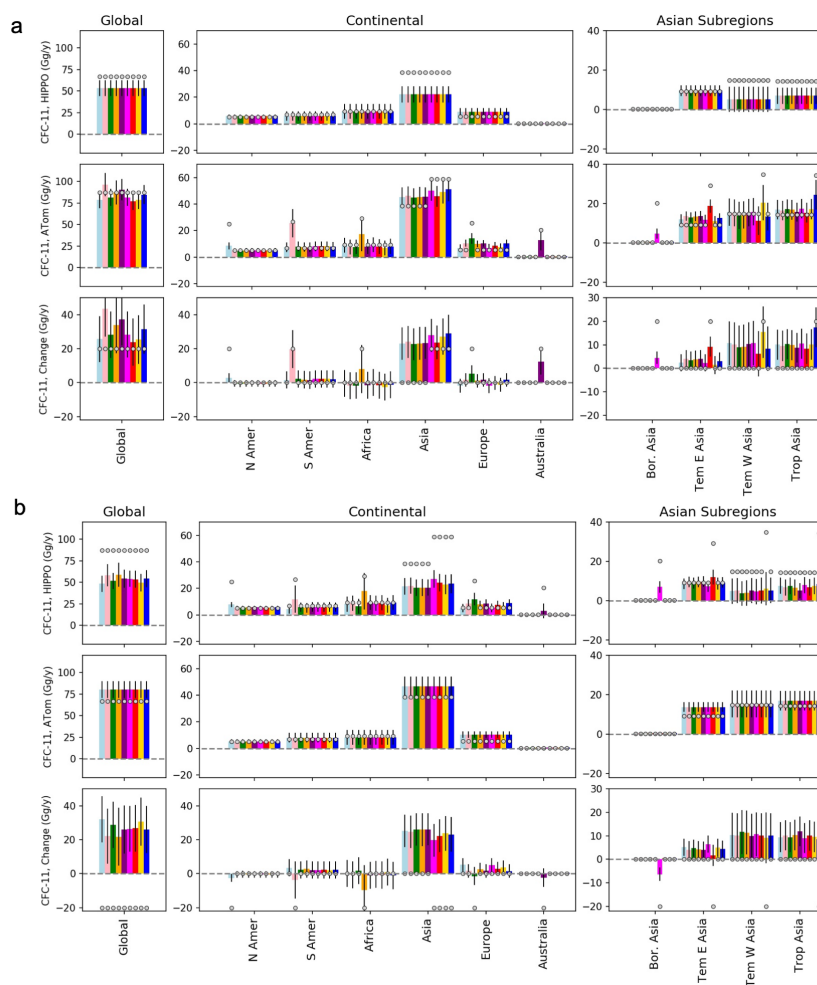 a
Global
Continental
Asian Subregions
CFC-11, HIPPO (Gg/y)
100
75
50
25
0
60
40
20
0
−20
40
20
0
−20
CFC-11, ATom (Gg/y)
100
75
50
25
0
60
40
20
0
−20
40
20
0
−20
CFC-11, Change (Gg/y)
40
20
0
−20
40
20
0
−20
30
20
10
0
−10
−20
Global
N Amer
S Amer
Africa
Asia
Europe
Australia
Bor. Asia
Tem E Asia
Tem W Asia
Trop Asia
b
Global
Continental
Asian Subregions
CFC-11, HIPPO (Gg/y)
100
75
50
25
0
60
40
20
0
−20
40
20
0
−20
CFC-11, ATom (Gg/y)
100
75
50
25
0
60
40
20
0
−20
40
20
0
−20
CFC-11, Change (Gg/y)
40
20
0
−20
40
20
0
−20
30
20
10
0
−10
−20
Global
N Amer
S Amer
Africa
Asia
Europe
Australia
Bor. Asia
Tem E Asia
Tem W Asia
Trop Asia